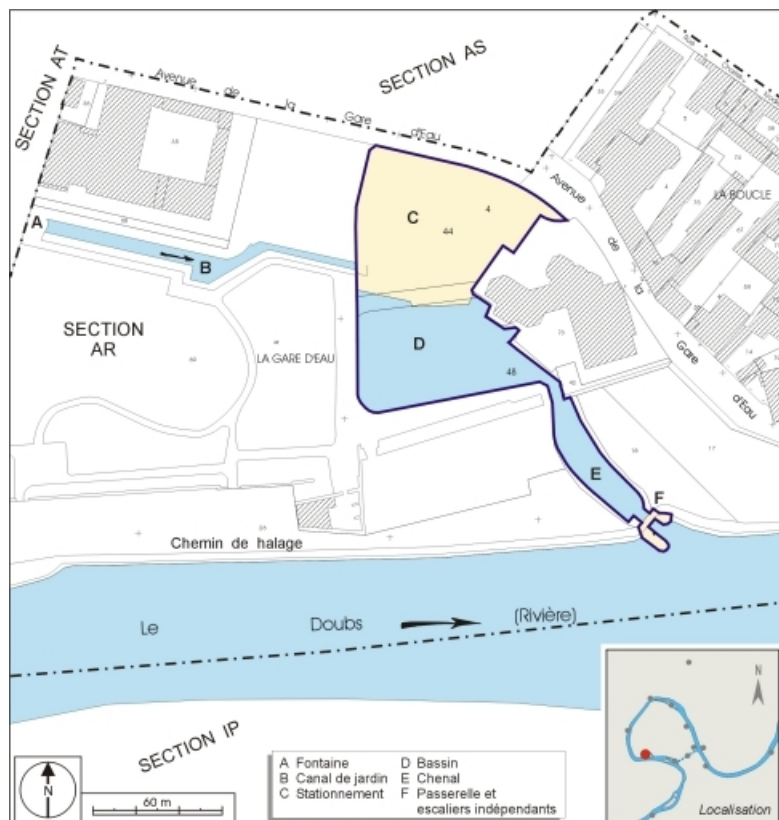 SECTION AS
SECTION AT
Avenue de la Gare d'Eau
Avenue de la Gare d'Eau
LA BOUCLE
A
B
C
4
44
SECTION
AR
LA GARE D'EAU
D
48
75
E
F
17
Chemin de halage
Le Doubs (Rivière)
SECTION IP
N
60 m
A Fontaine
B Canal de jardin
C Stationnement
D Bassin
E Chenal
F Passerelle et
escaliers indépendants
N
Localisation